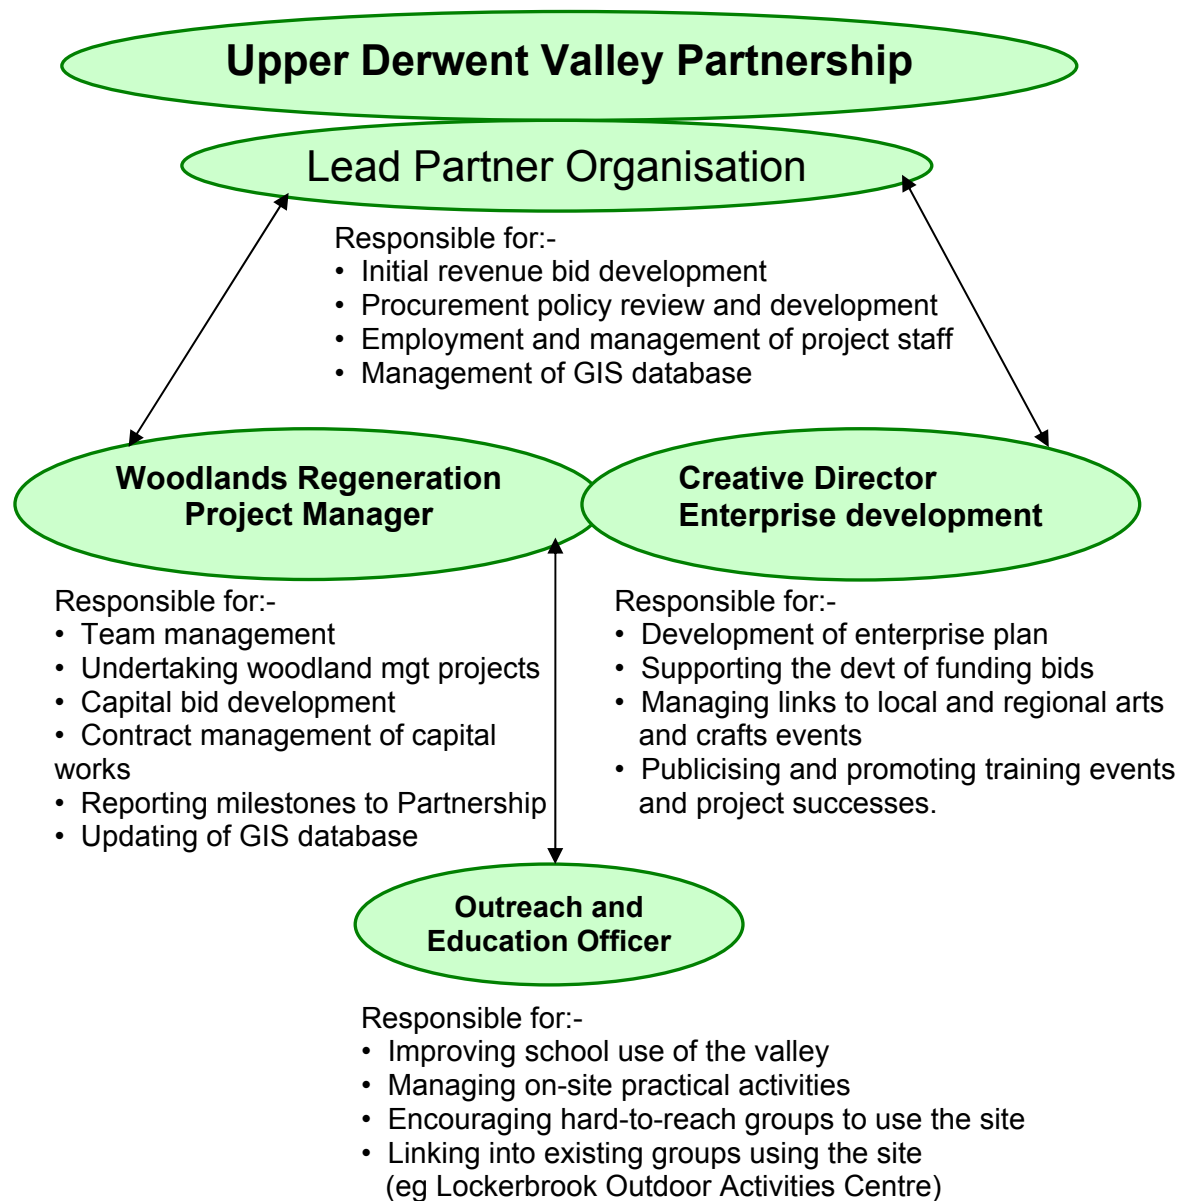 Upper Derwent Valley Partnership
Lead Partner Organisation
Responsible for:-
• Initial revenue bid development
• Procurement policy review and development
• Employment and management of project staff
• Management of GIS database
Woodlands Regeneration
Project Manager
Responsible for:-
• Team management
• Undertaking woodland mgt projects
• Capital bid development
• Contract management of capital
works
• Reporting milestones to Partnership
• Updating of GIS database
Creative Director
Enterprise development
Responsible for:-
• Development of enterprise plan
• Supporting the devt of funding bids
• Managing links to local and regional arts
and crafts events
• Publicising and promoting training events
and project successes.
Outreach and
Education Officer
Responsible for:-
• Improving school use of the valley
• Managing on-site practical activities
• Encouraging hard-to-reach groups to use the site
• Linking into existing groups using the site
(eg Lockerbrook Outdoor Activities Centre)